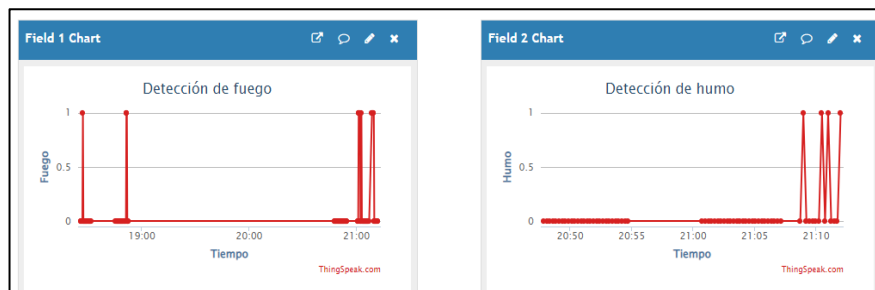 Field 1 Chart
Detección de fuego
Fuego
1
0.5
0
19:00
20:00
21:00
Tiempo
ThingSpeak.com
Field 2 Chart
Detección de humo
Humo
1
0.5
0
20:50
20:55
21:00
21:05
21:10
Tiempo
ThingSpeak.com